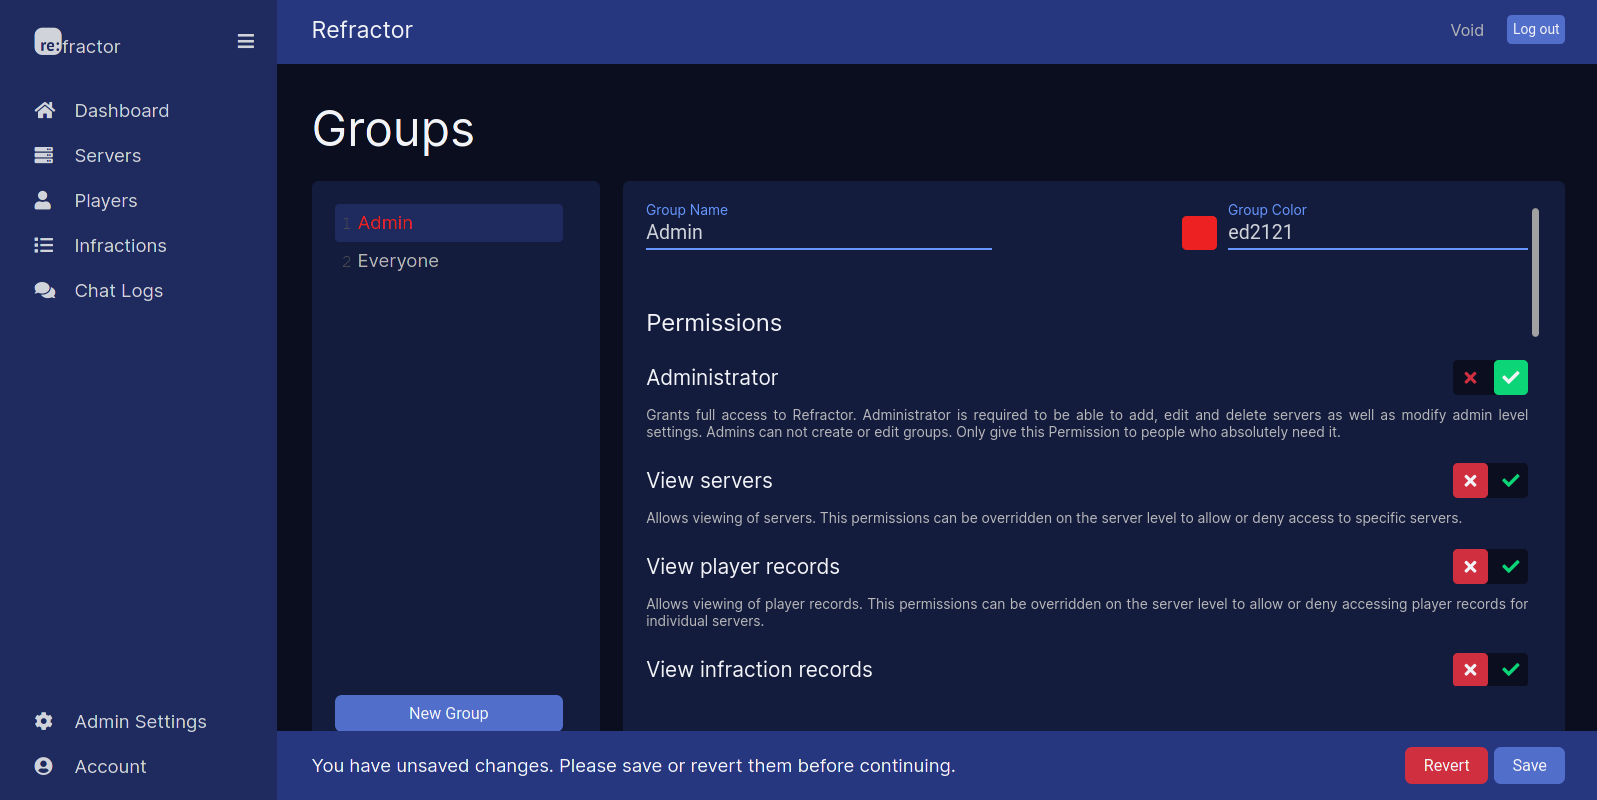 re:fractor
Dashboard
Servers
Players
Infractions
Chat Logs
Admin Settings
Account
Refractor
Void
Log out
Groups
1 Admin
2 Everyone
New Group
Group Name
Admin
Group Color
ed2121
Permissions
Administrator
Grants full access to Refractor. Administrator is required to be able to add, edit and delete servers as well as modify admin level
settings. Admins can not create or edit groups. Only give this Permission to people who absolutely need it.
View servers
Allows viewing of servers. This permissions can be overridden on the server level to allow or deny access to specific servers.
View player records
Allows viewing of player records. This permissions can be overridden on the server level to allow or deny accessing player records for
individual servers.
View infraction records
You have unsaved changes. Please save or revert them before continuing.
Revert
Save